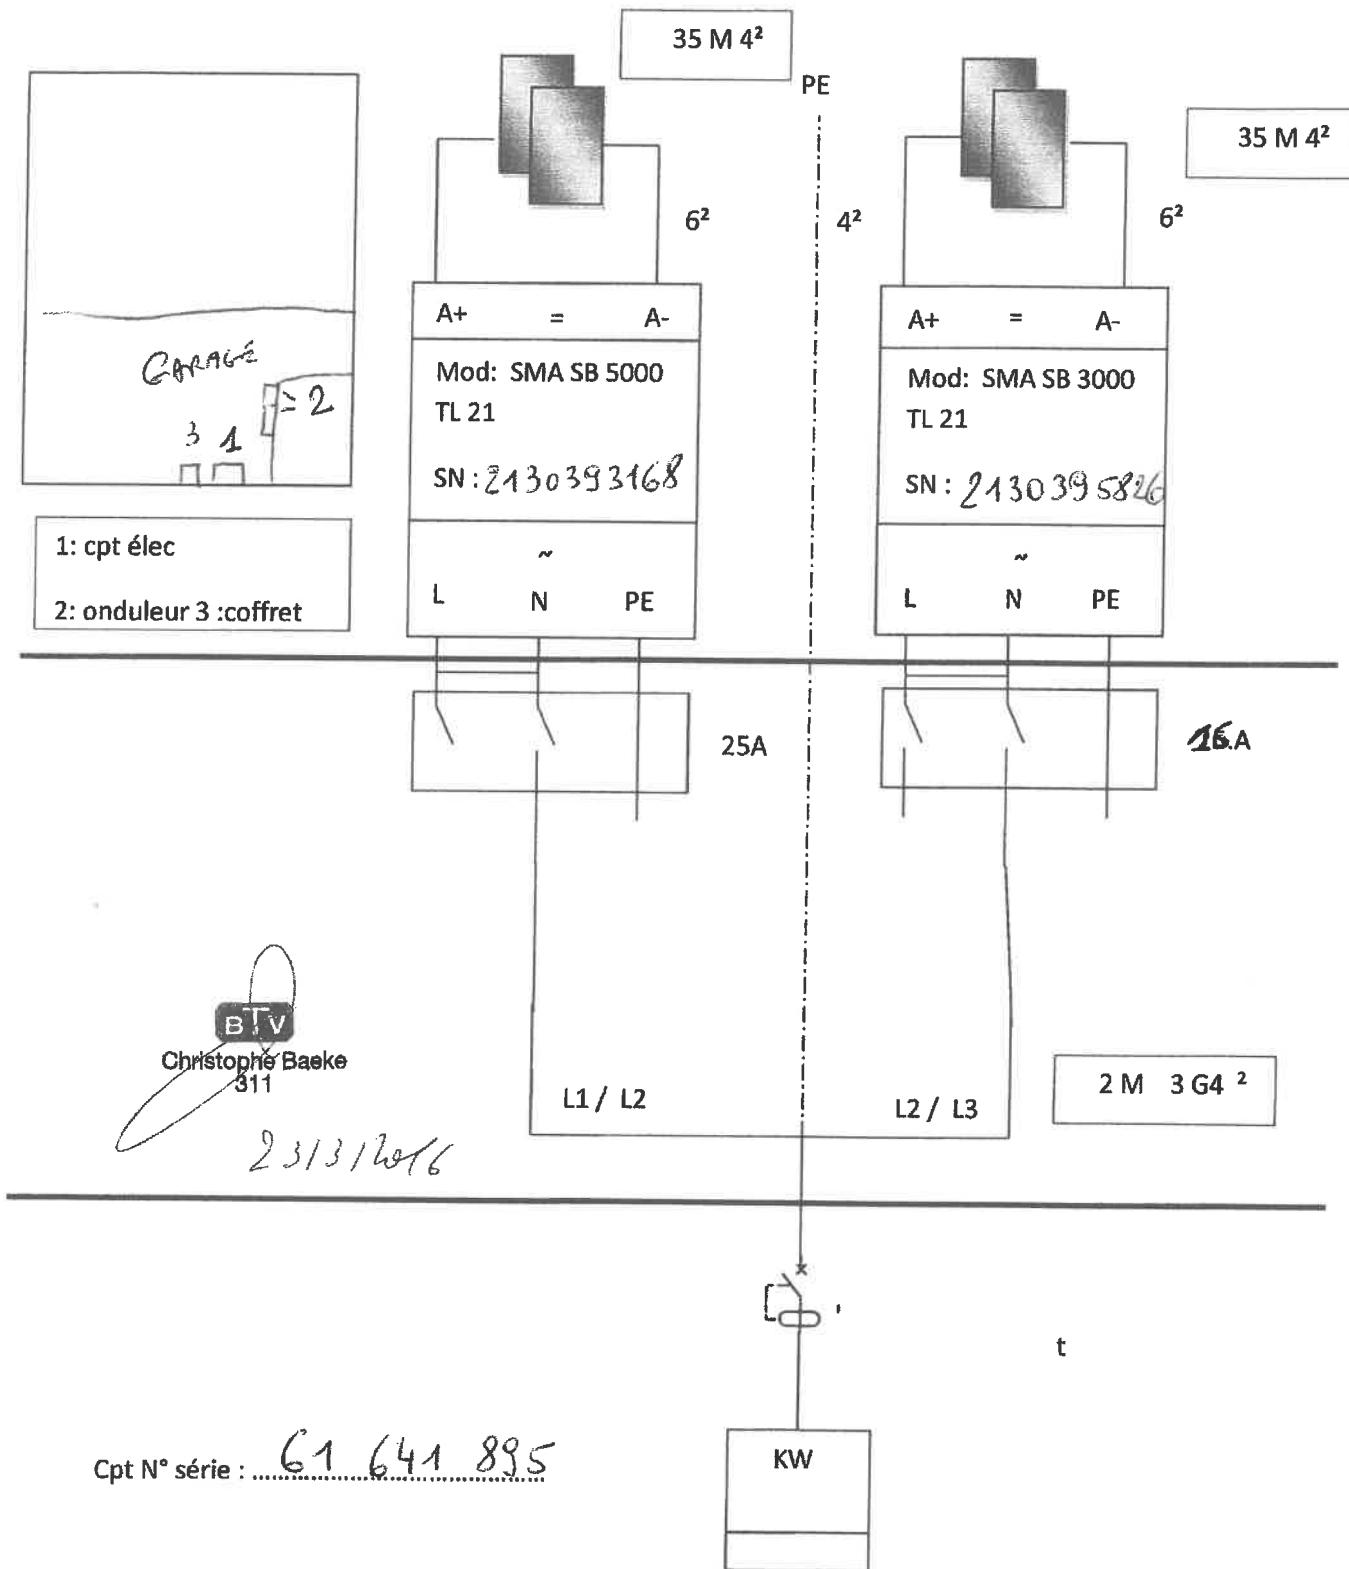 35 M 4²
PE
35 M 4²
6²
4²
6²
GARAGE
2
3 1
1: cpt élec
2: onduleur 3 :coffret
A+ = A-
Mod: SMA SB 5000
TL 21
SN : 2130393168
~
L N PE
A+ = A-
Mod: SMA SB 3000
TL 21
SN : 2130395826
~
L N PE
25A
16.A
BTV
Christophe Baeke
311
23/3/2016
L1 / L2
L2 / L3
2 M 3 G4 ²
t
Cpt N° série : 61 641 895
KW